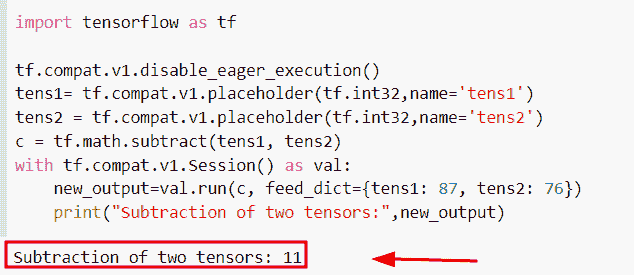 import tensorflow as tf
tf.compat.v1.disable_eager_execution()
tens1= tf.compat.v1.placeholder(tf.int32,name='tens1')
tens2 = tf.compat.v1.placeholder(tf.int32,name='tens2')
c = tf.math.subtract(tens1, tens2)
with tf.compat.v1.Session() as val:
    new_output=val.run(c, feed_dict={tens1: 87, tens2: 76})
    print("Subtraction of two tensors:",new_output)
Subtraction of two tensors: 11